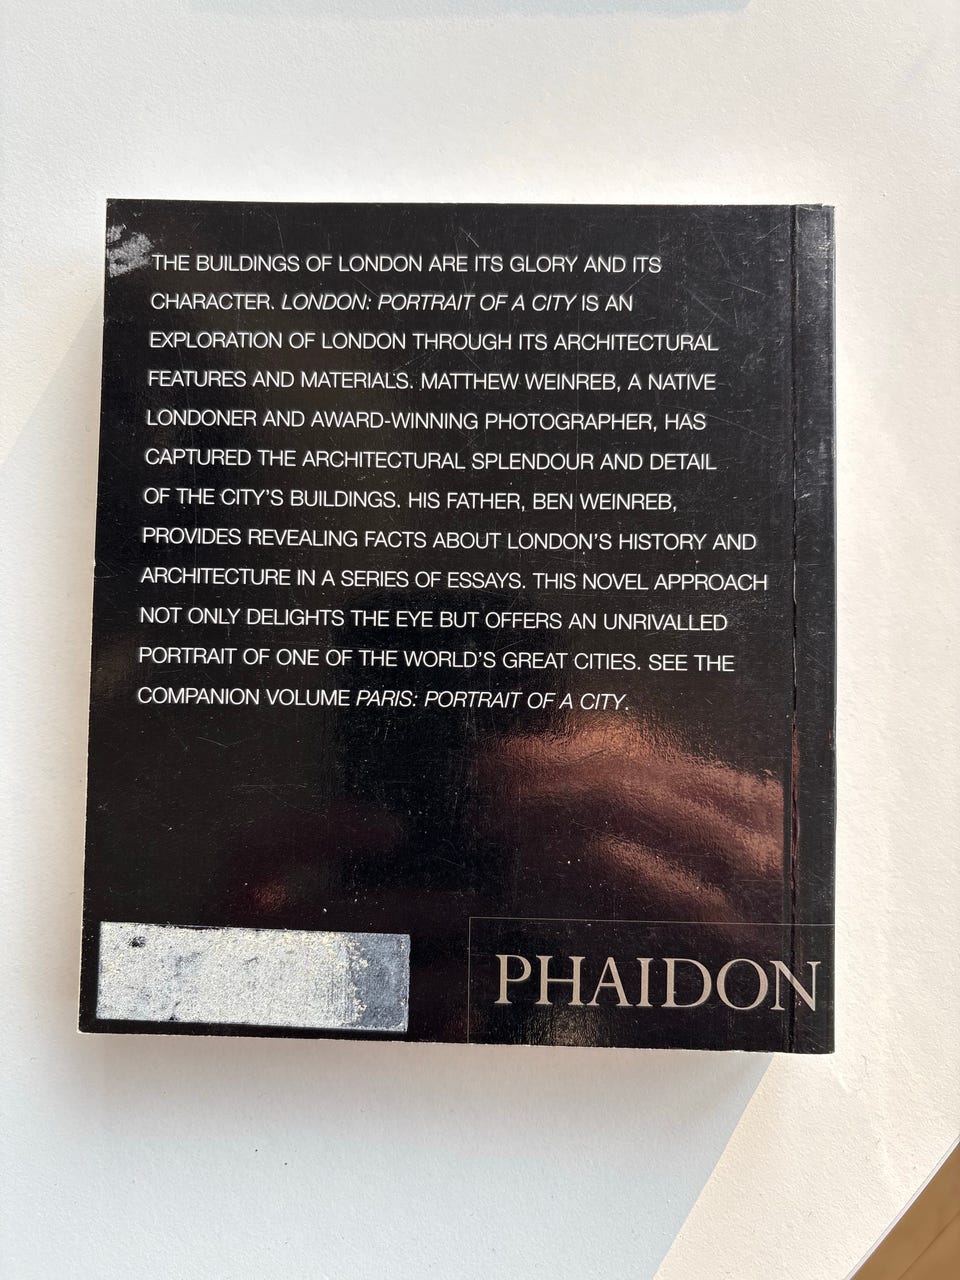 THE BUILDINGS OF LONDON ARE ITS GLORY AND ITS
CHARACTER. LONDON: PORTRAIT OF A CITY IS AN
EXPLORATION OF LONDON THROUGH ITS ARCHITECTURAL
FEATURES AND MATERIALS. MATTHEW WEINREB, A NATIVE
LONDONER AND AWARD-WINNING PHOTOGRAPHER, HAS
CAPTURED THE ARCHITECTURAL SPLENDOUR AND DETAIL
OF THE CITY'S BUILDINGS. HIS FATHER, BEN WEINREB,
PROVIDES REVEALING FACTS ABOUT LONDON'S HISTORY AND
ARCHITECTURE IN A SERIES OF ESSAYS. THIS NOVEL APPROACH
NOT ONLY DELIGHTS THE EYE BUT OFFERS AN UNRIVALLED
PORTRAIT OF ONE OF THE WORLD'S GREAT CITIES. SEE THE
COMPANION VOLUME PARIS: PORTRAIT OF A CITY.
PHAIDON